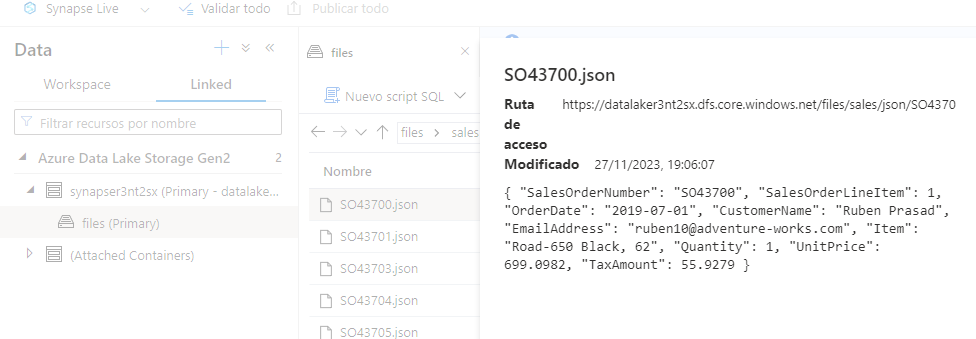 Synapse Live
Validar todo
Publicar todo
Data
Workspace
Linked
Filtrar recursos por nombre
Azure Data Lake Storage Gen2 2
synapser3nt2sx (Primary - datalake...
files (Primary)
(Attached Containers)
files
Nuevo script SQL
files
sales
Nombre
SO43700.json
SO43701.json
SO43703.json
SO43704.json
SO43705.json
SO43700.json
Ruta de acceso https://datalaker3nt2sx.dfs.core.windows.net/files/sales/json/SO4370
Modificado 27/11/2023, 19:06:07
{ "SalesOrderNumber": "SO43700", "SalesOrderLineItem": 1,
"OrderDate": "2019-07-01", "CustomerName": "Ruben Prasad",
"EmailAddress": "ruben10@adventure-works.com", "Item":
"Road-650 Black, 62", "Quantity": 1, "UnitPrice":
699.0982, "TaxAmount": 55.9279 }